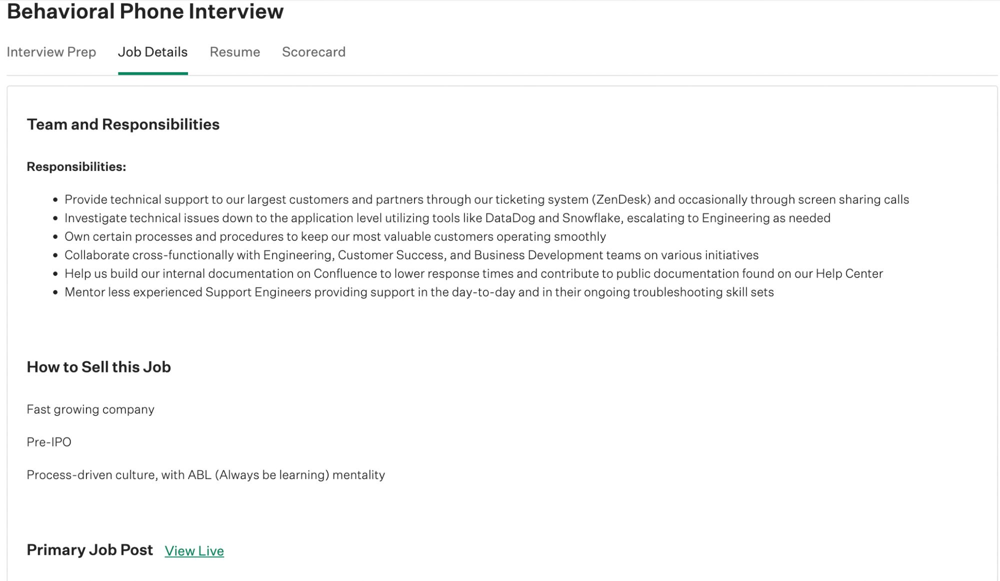 Behavioral Phone Interview
Interview Prep Job Details Resume Scorecard
Team and Responsibilities
Responsibilities:
• Provide technical support to our largest customers and partners through our ticketing system (ZenDesk) and occasionally through screen sharing calls
• Investigate technical issues down to the application level utilizing tools like DataDog and Snowflake, escalating to Engineering as needed
• Own certain processes and procedures to keep our most valuable customers operating smoothly
• Collaborate cross-functionally with Engineering, Customer Success, and Business Development teams on various initiatives
• Help us build our internal documentation on Confluence to lower response times and contribute to public documentation found on our Help Center
• Mentor less experienced Support Engineers providing support in the day-to-day and in their ongoing troubleshooting skill sets
How to Sell this Job
Fast growing company
Pre-IPO
Process-driven culture, with ABL (Always be learning) mentality
Primary Job Post View Live